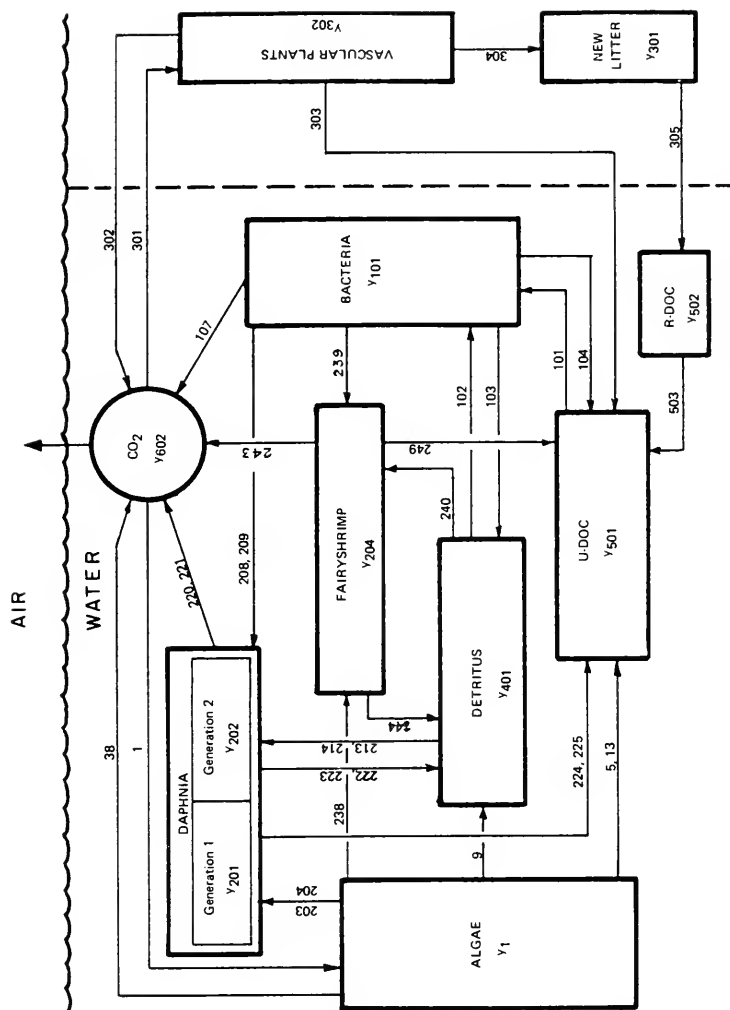 AIR
WATER
302
301
VASCULAR PLANTS
Y302
304
NEW
LITTER
Y301
303
305
CO2
Y602
107
BACTERIA
Y101
38
1
220, 221
208, 209
243
239
DAPHNIA
Generation 1
Y201
Generation 2
Y202
FAIRYSHRIMP
Y204
249
240
102
103
101
104
R-DOC
Y502
503
203
204
238
222, 223
213, 214
244
DETRITUS
Y401
9
224, 225
5, 13
ALGAE
Y1
U-DOC
Y501